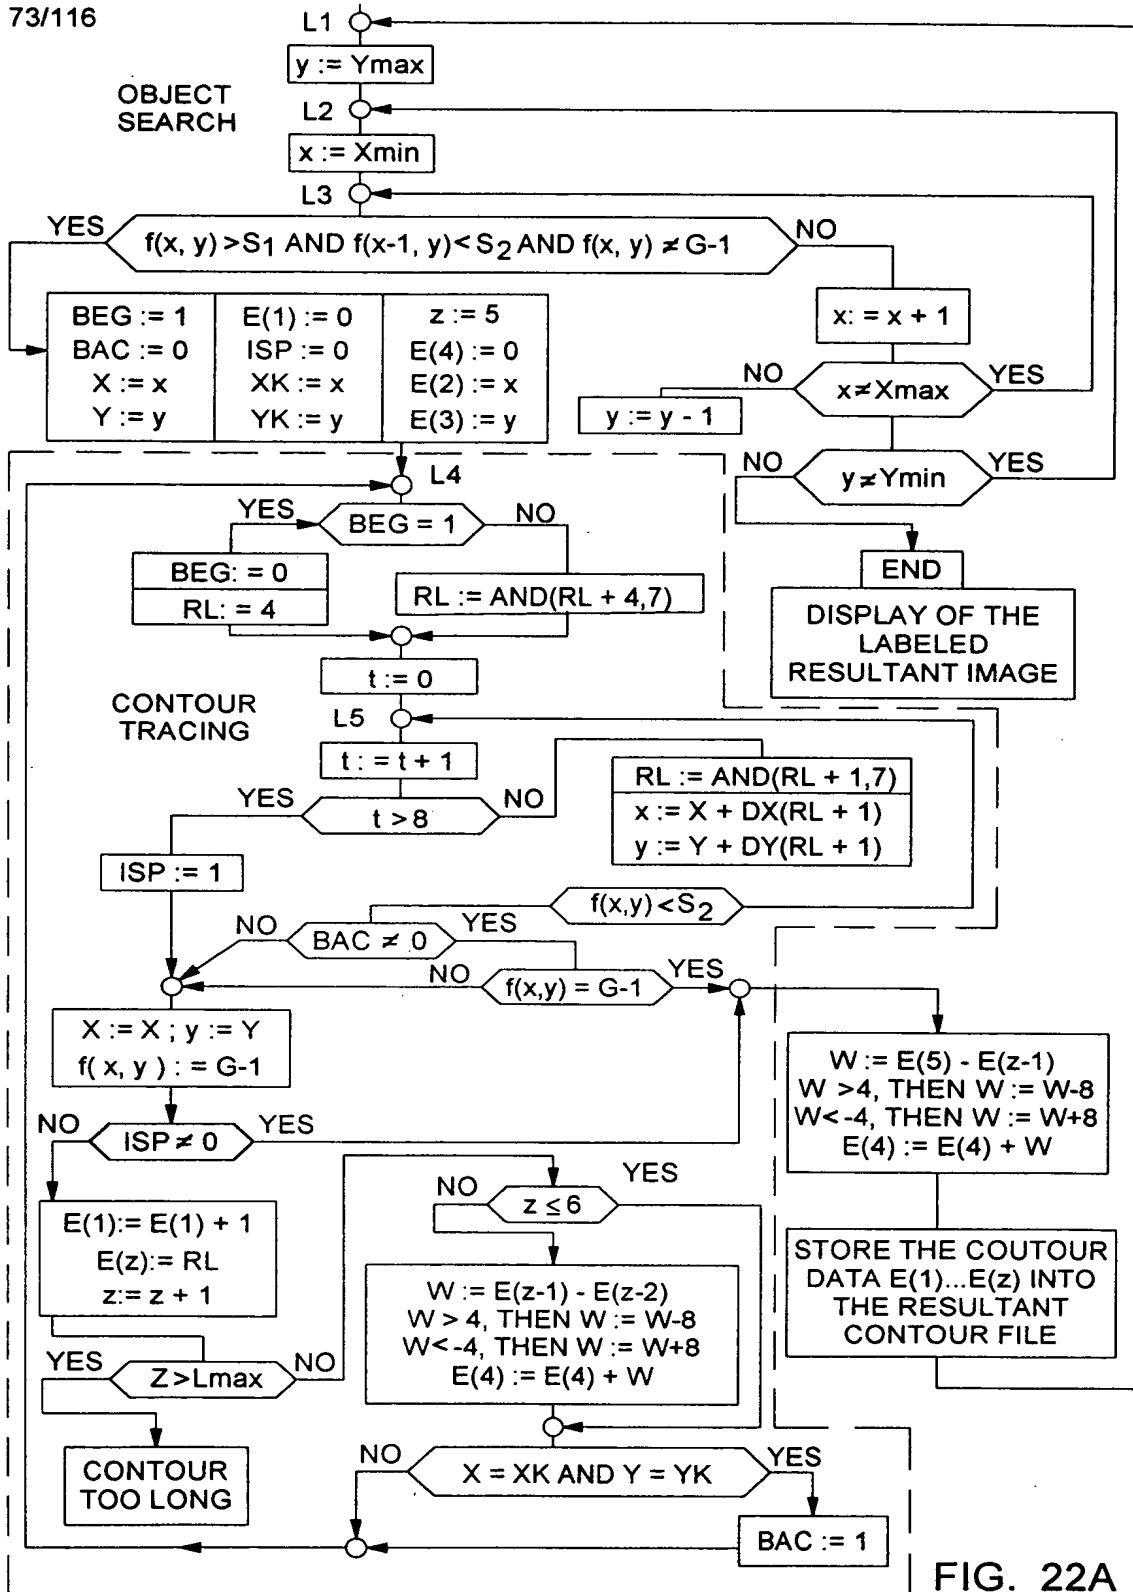 73/116
L1
y := Ymax
OBJECT
SEARCH
L2
x := Xmin
L3
YES
f(x, y) >S1 AND f(x-1, y)<S2 AND f(x, y) ≠ G-1
NO
BEG := 1
BAC := 0
X := x
Y := y
E(1) := 0
ISP := 0
XK := x
YK := y
z := 5
E(4) := 0
E(2) := x
E(3) := y
x: = x + 1
NO
x≠Xmax
YES
y := y - 1
NO
y≠Ymin
YES
END
DISPLAY OF THE
LABELED
RESULTANT IMAGE
L4
YES
BEG = 1
NO
BEG: = 0
RL: = 4
RL := AND(RL + 4,7)
t := 0
CONTOUR
TRACING
L5
t : = t + 1
YES
t > 8
NO
RL := AND(RL + 1,7)
x := X + DX(RL + 1)
y := Y + DY(RL + 1)
ISP := 1
f(x,y) <S2
NO
BAC ≠ 0
YES
NO
f(x,y) = G-1
YES
X := X ; y := Y
f( x, y ) : = G-1
NO
ISP ≠ 0
YES
W := E(5) - E(z-1)
W >4, THEN W := W-8
W<-4, THEN W := W+8
E(4) := E(4) + W
STORE THE COUTOUR
DATA E(1)...E(z) INTO
THE RESULTANT
CONTOUR FILE
E(1):= E(1) + 1
E(z):= RL
z:= z + 1
YES
Z >Lmax
NO
CONTOUR
TOO LONG
NO
z ≤ 6
YES
W := E(z-1) - E(z-2)
W > 4, THEN W := W-8
W<-4, THEN W := W+8
E(4) := E(4) + W
NO
X = XK AND Y = YK
YES
BAC := 1
FIG. 22A